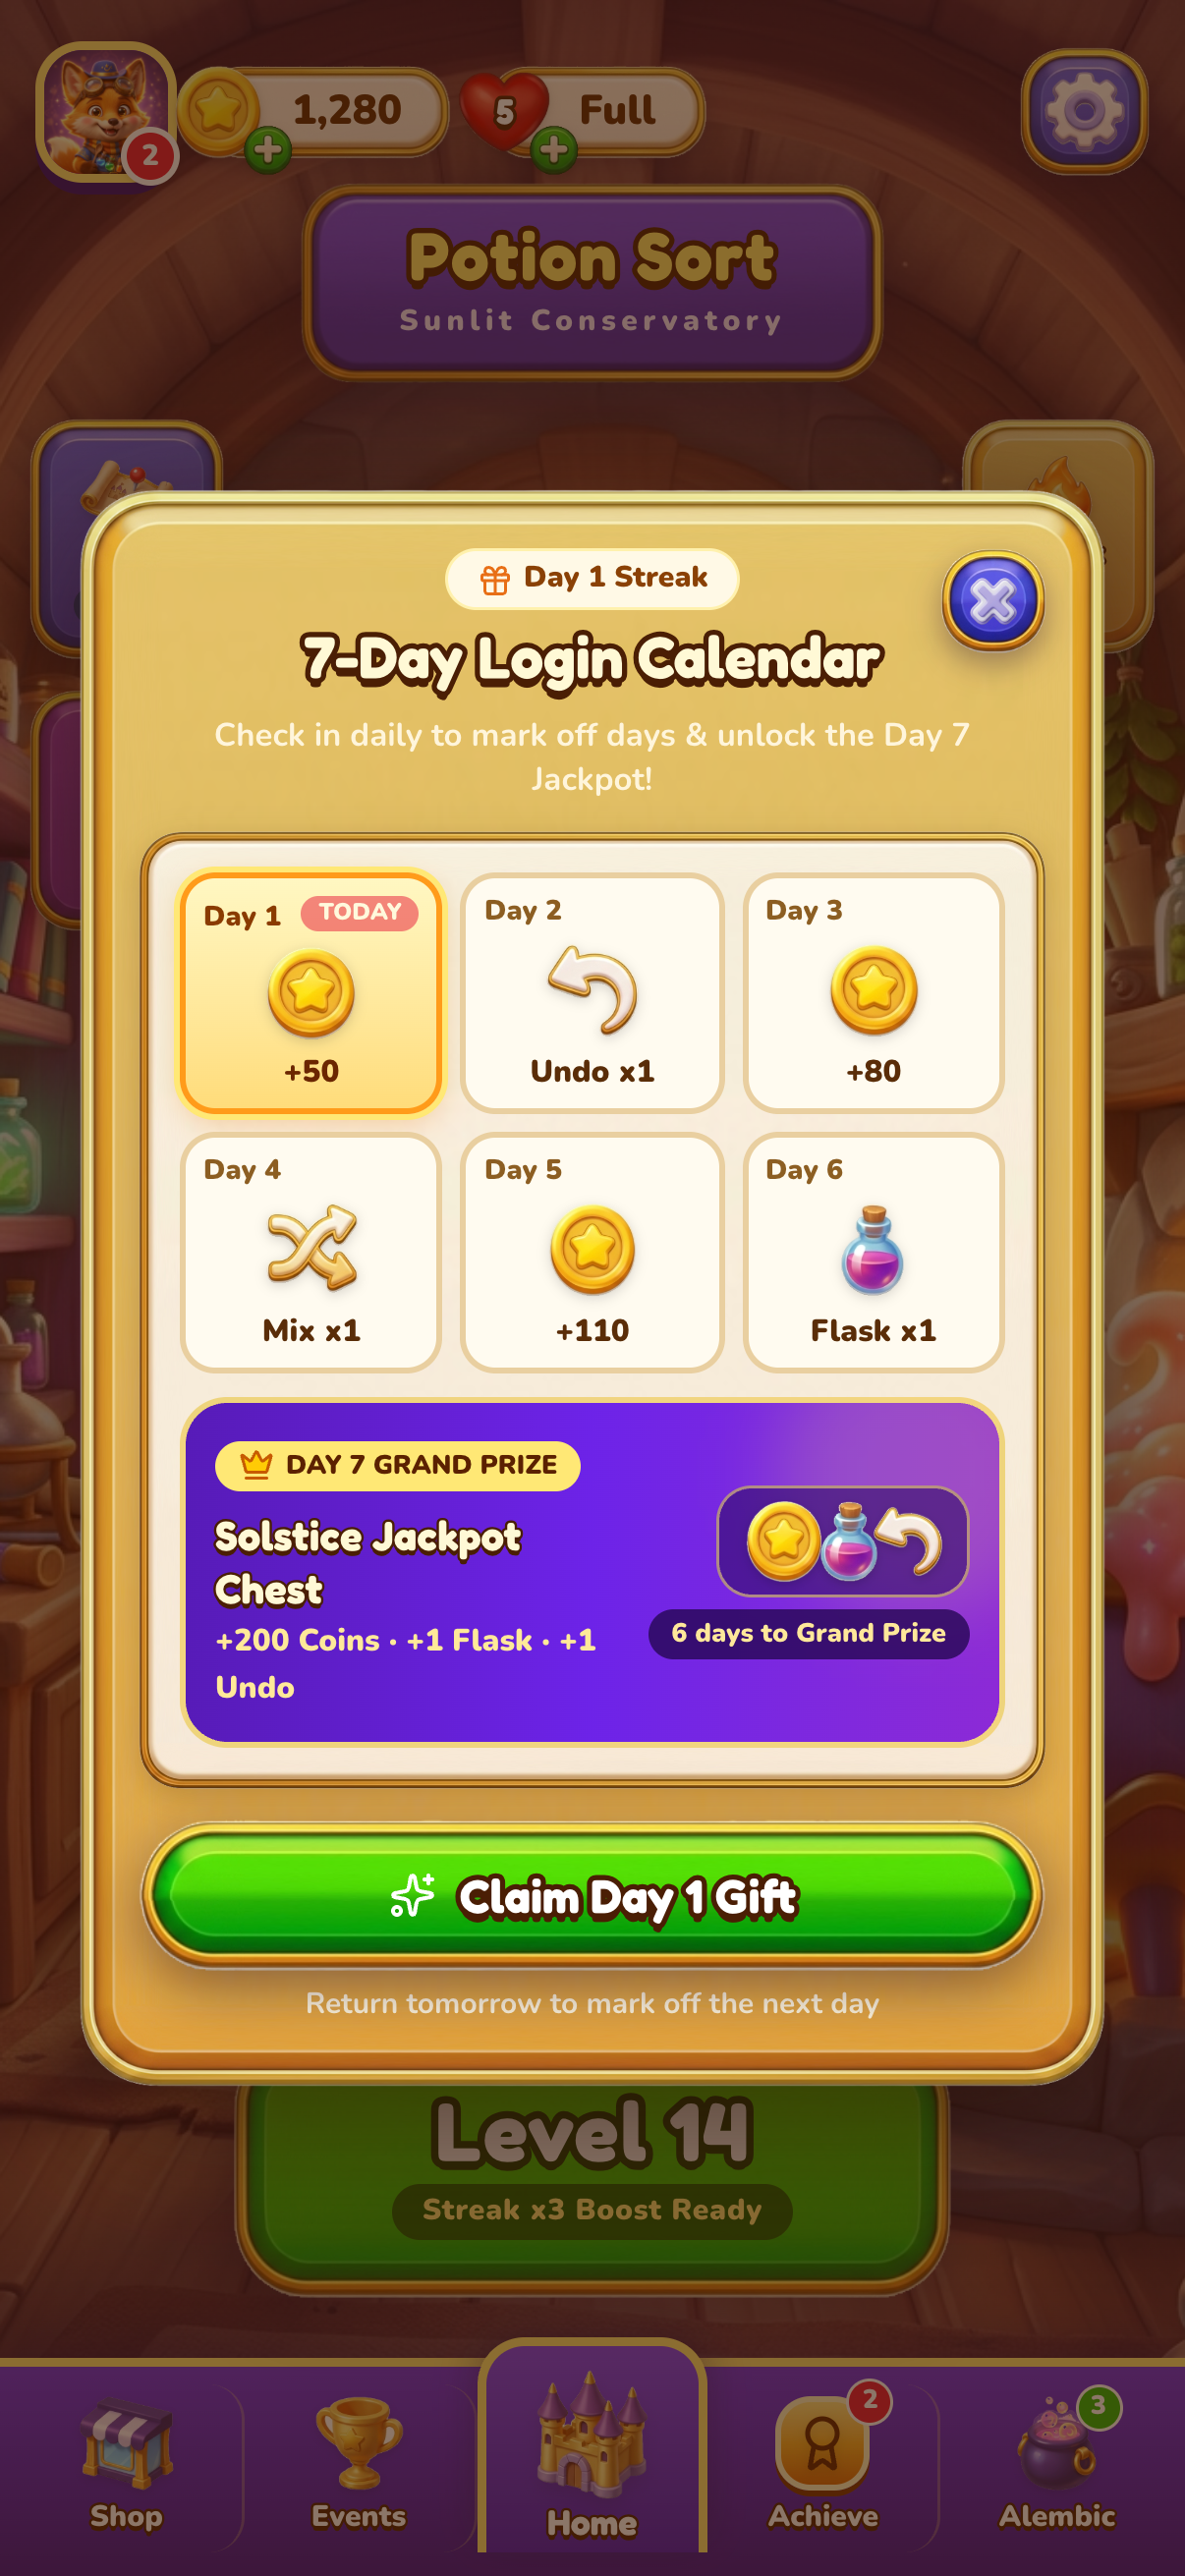 1,280
5
Full
2
Potion Sort
Sunlit Conservatory
Day 1 Streak
7-Day Login Calendar
Check in daily to mark off days & unlock the Day 7
Jackpot!
Day 1
TODAY
+50
Day 2
Undo x1
Day 3
+80
Day 4
Mix x1
Day 5
+110
Day 6
Flask x1
DAY 7 GRAND PRIZE
Solstice Jackpot
Chest
+200 Coins · +1 Flask · +1
Undo
6 days to Grand Prize
Claim Day 1 Gift
Return tomorrow to mark off the next day
Level 14
Streak x3 Boost Ready
Shop
Events
Home
2
Achieve
3
Alembic